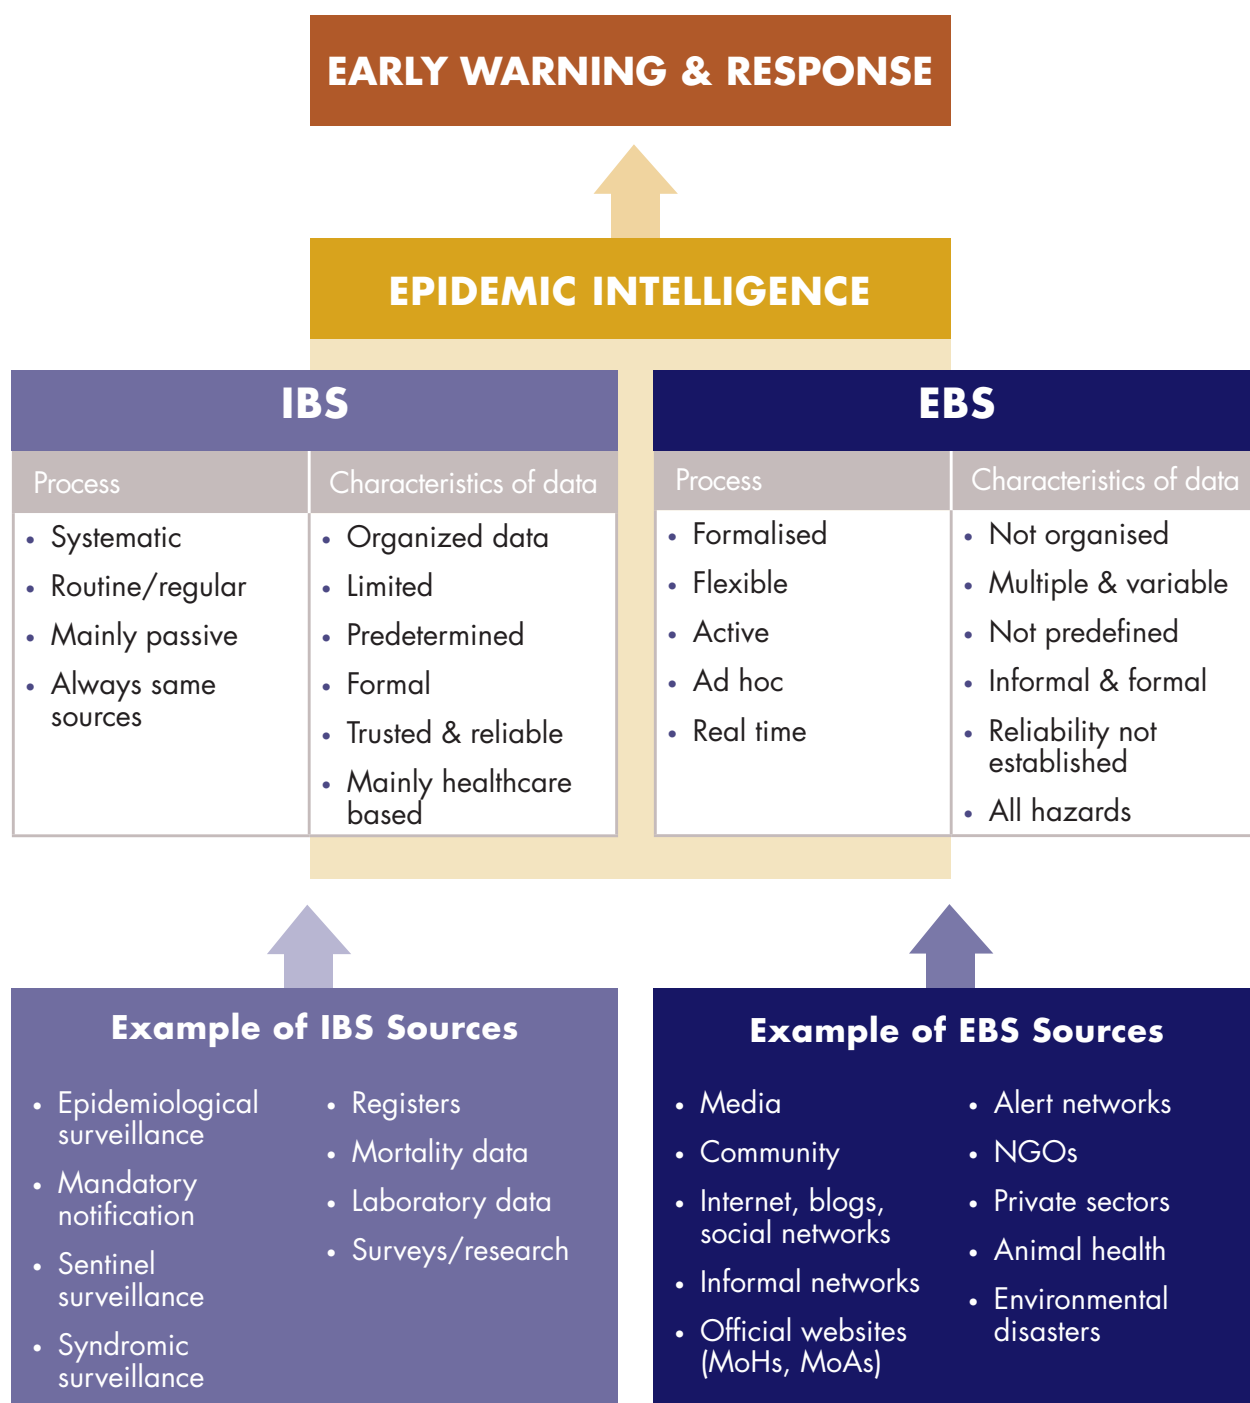 EARLY WARNING & RESPONSE
EPIDEMIC INTELLIGENCE
IBS
Process
• Systematic
• Routine/regular
• Mainly passive
• Always same
sources
Characteristics of data
• Organized data
• Limited
• Predetermined
• Formal
• Trusted & reliable
• Mainly healthcare
based
EBS
Process
• Formalised
• Flexible
• Active
• Ad hoc
• Real time
Characteristics of data
• Not organised
• Multiple & variable
• Not predefined
• Informal & formal
• Reliability not
established
• All hazards
Example of IBS Sources
• Epidemiological
surveillance
• Mandatory
notification
• Sentinel
surveillance
• Syndromic
surveillance
• Registers
• Mortality data
• Laboratory data
• Surveys/research
Example of EBS Sources
• Media
• Community
• Internet, blogs,
social networks
• Informal networks
• Official websites
(MoHs, MoAs)
• Alert networks
• NGOs
• Private sectors
• Animal health
• Environmental
disasters